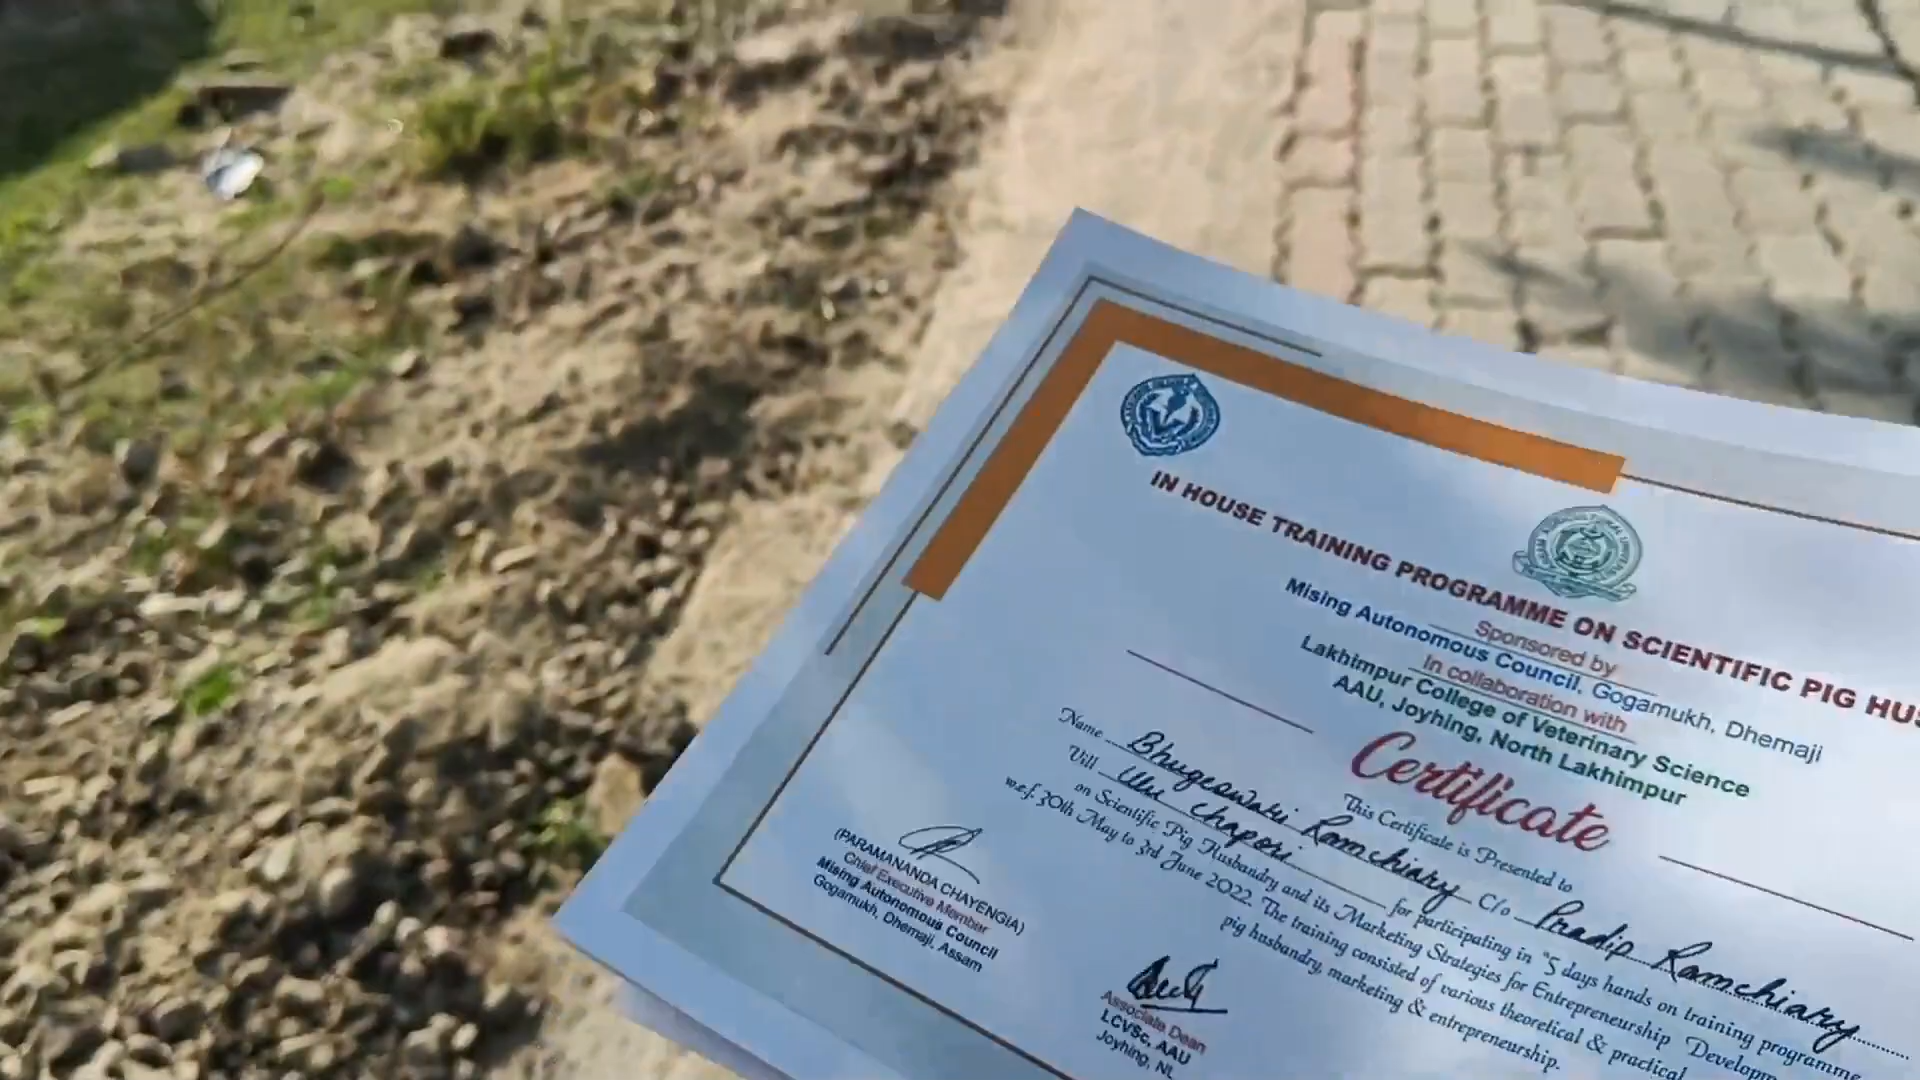 IN HOUSE TRAINING PROGRAMME ON SCIENTIFIC PIG HUS
Sponsored by
Mising Autonomous Council, Gogamukh, Dhemaji
In collaboration with
Lakhimpur College of Veterinary Science
AAU, Joyhing, North Lakhimpur
Certificate
This Certificate is Presented to
Name Bhugeswari Ramchiary C/o Pradip Ramchiary
Vill Ulu Chapori for participating in "5 days hands on training programme
on Scientific Pig Husbandry and its Marketing Strategies for Entrepreneurship Developm
w.e.f. 30th May to 3rd June 2022. The training consisted of various theoretical & practical
pig husbandry, marketing & entrepreneurship.
(PARAMANANDA CHAYENGIA)
Chief Executive Member
Mising Autonomous Council
Gogamukh, Dhemaji, Assam
Associate Dean
LCVSc, AAU
Joyhing, NL